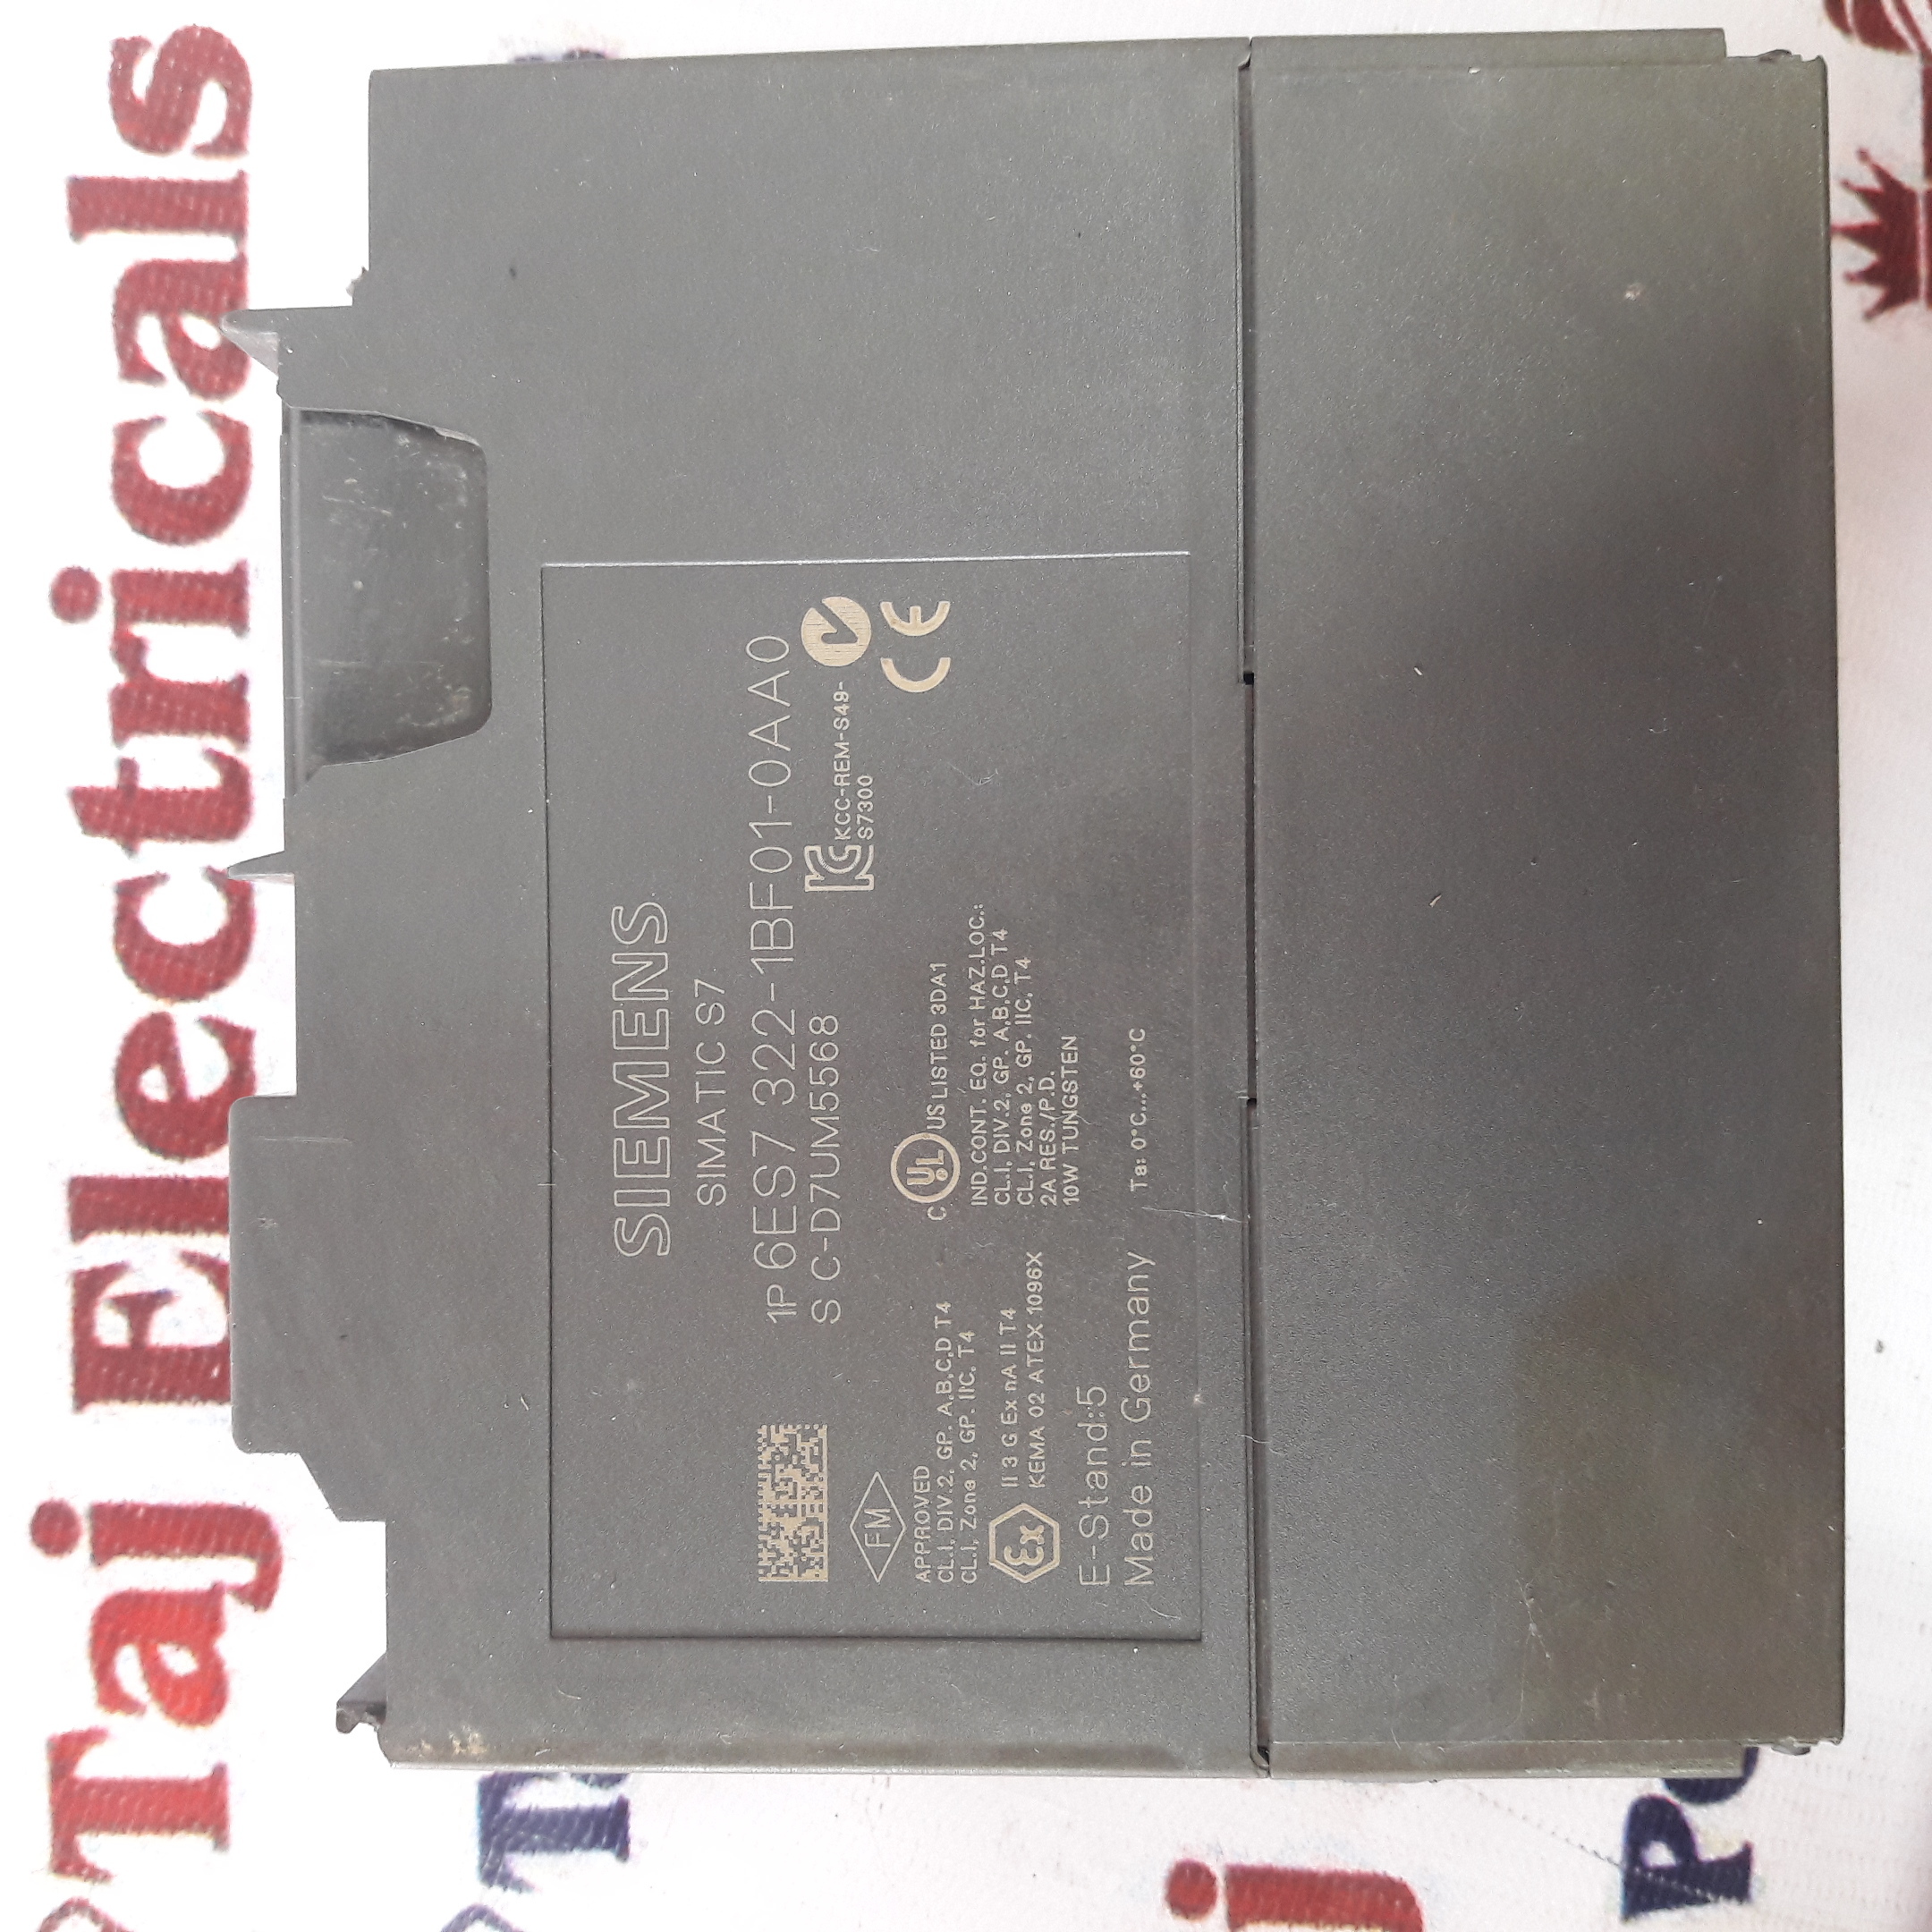 Taj Electricals
SIEMENS
SIMATIC S7
1P 6ES7 322-1BF01-0AA0
S C-D7UM5568
KCC-REM-S49-
S7300
CE
FM
APPROVED
CL.I, DIV.2, GP. A,B,C,D T4
CL.I, Zone 2, GP. IIC, T4
C UL US LISTED 3DA1
IND.CONT. EQ. for HAZ.LOC.:
CL.I, DIV.2, GP. A,B,C,D T4
CL.I, Zone 2, GP. IIC, T4
2A RES./P.D.
10W TUNGSTEN
Ex II 3 G Ex nA II T4
KEMA 02 ATEX 1096X
Ta: 0°C...+60°C
E-Stand:5
Made in Germany